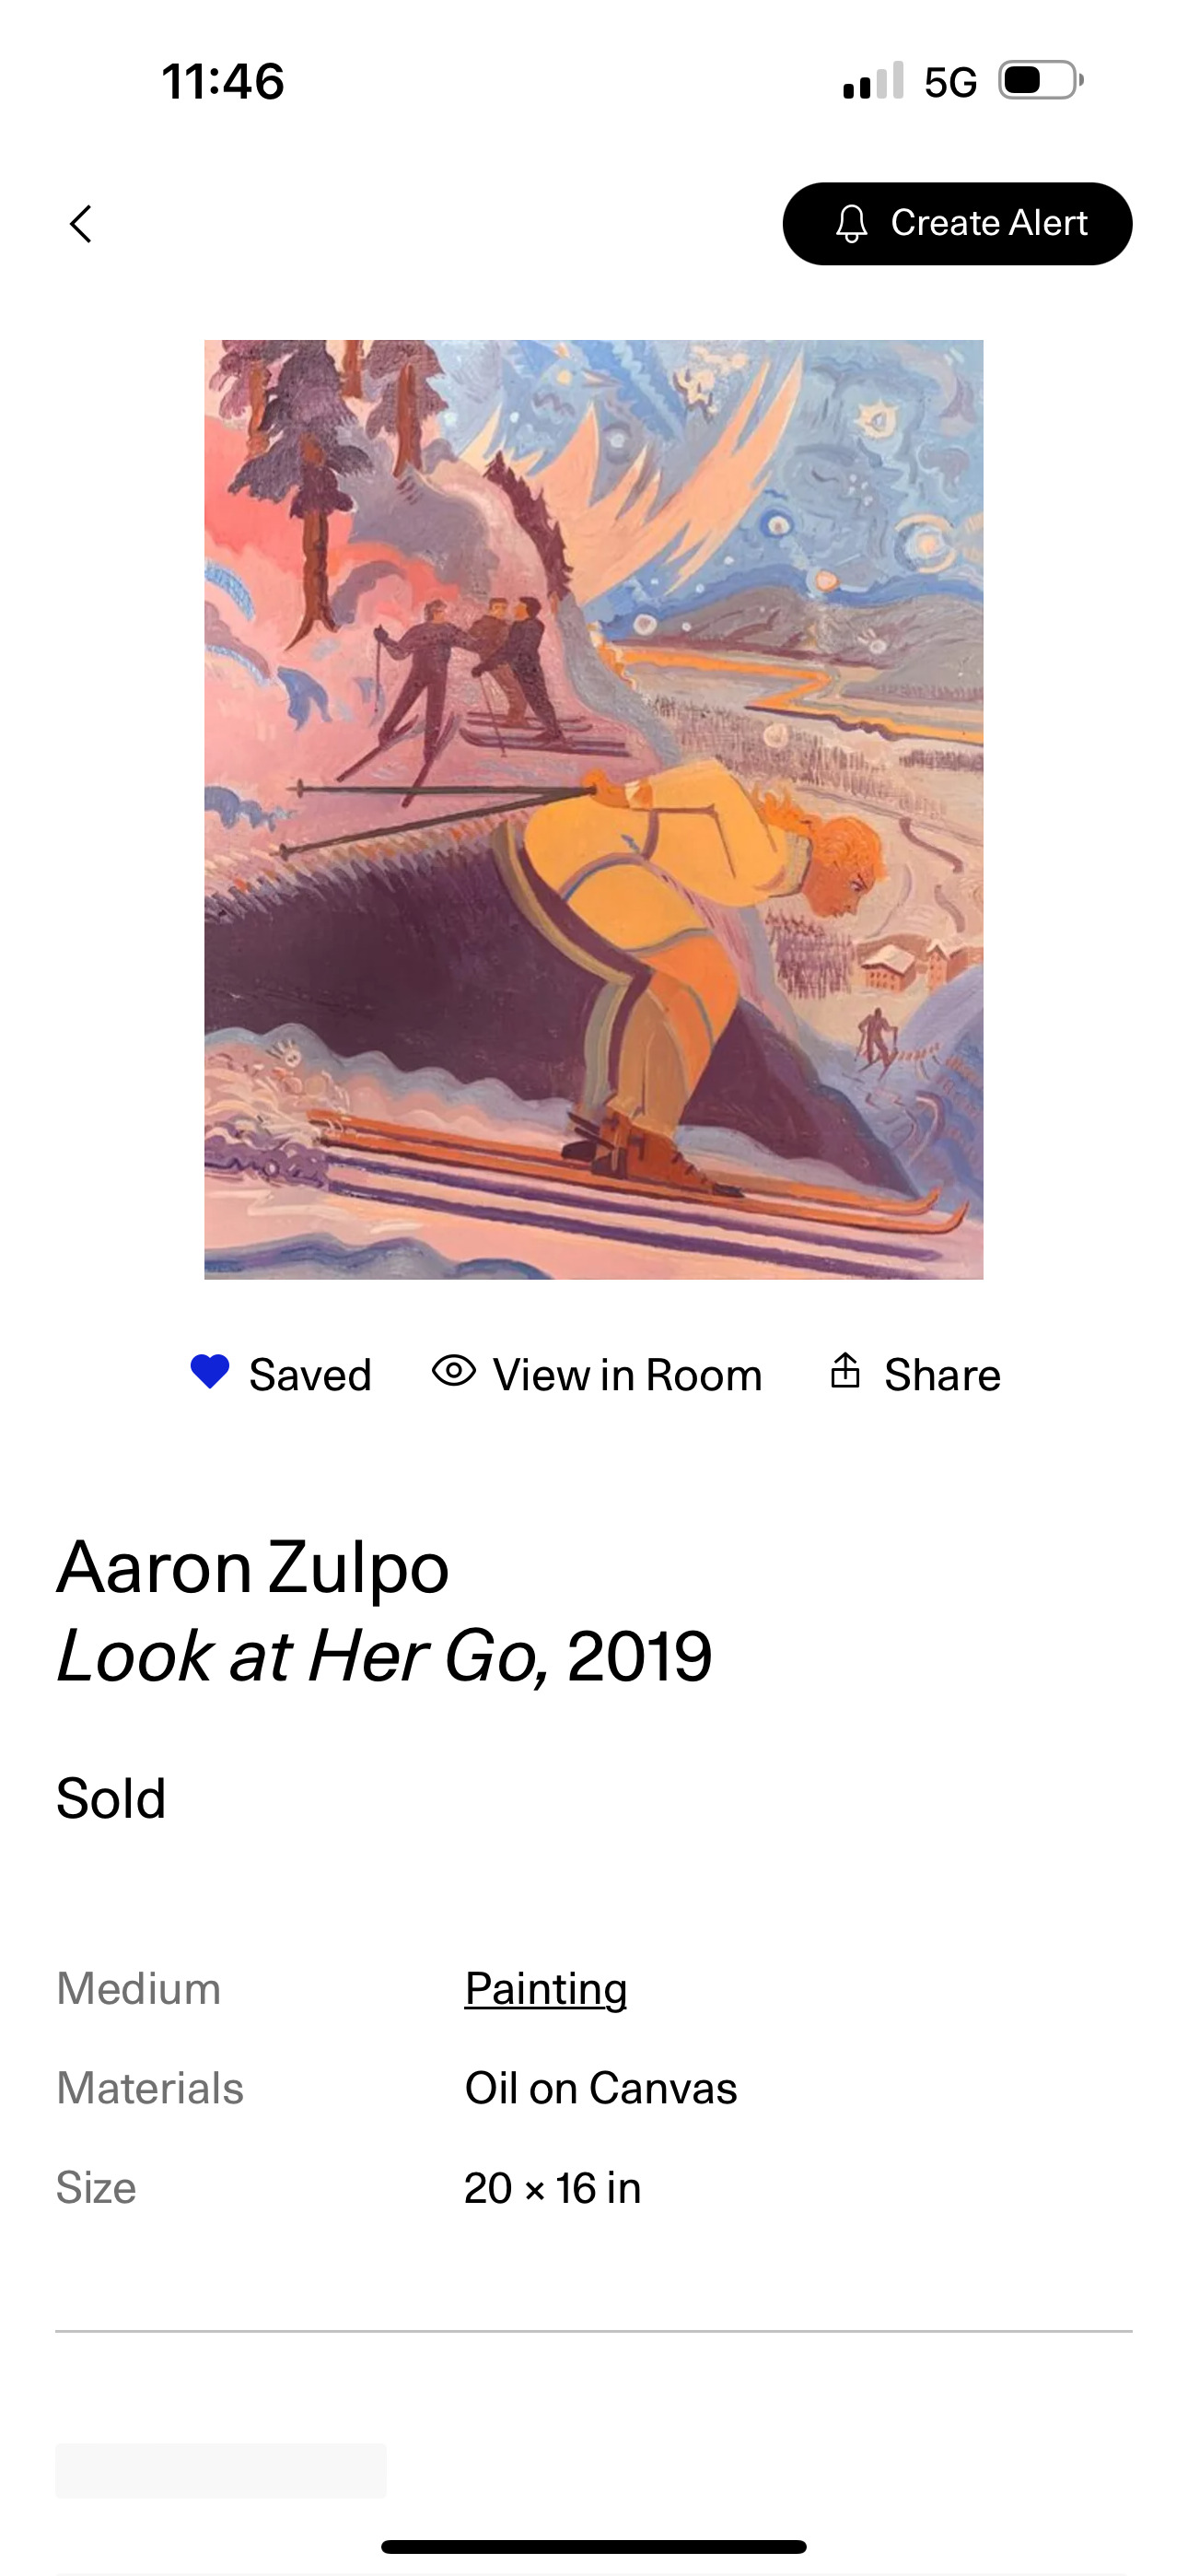 11:46
5G
Create Alert
Saved
View in Room
Share
Aaron Zulpo
Look at Her Go, 2019
Sold
Medium
Painting
Materials
Oil on Canvas
Size
20 × 16 in